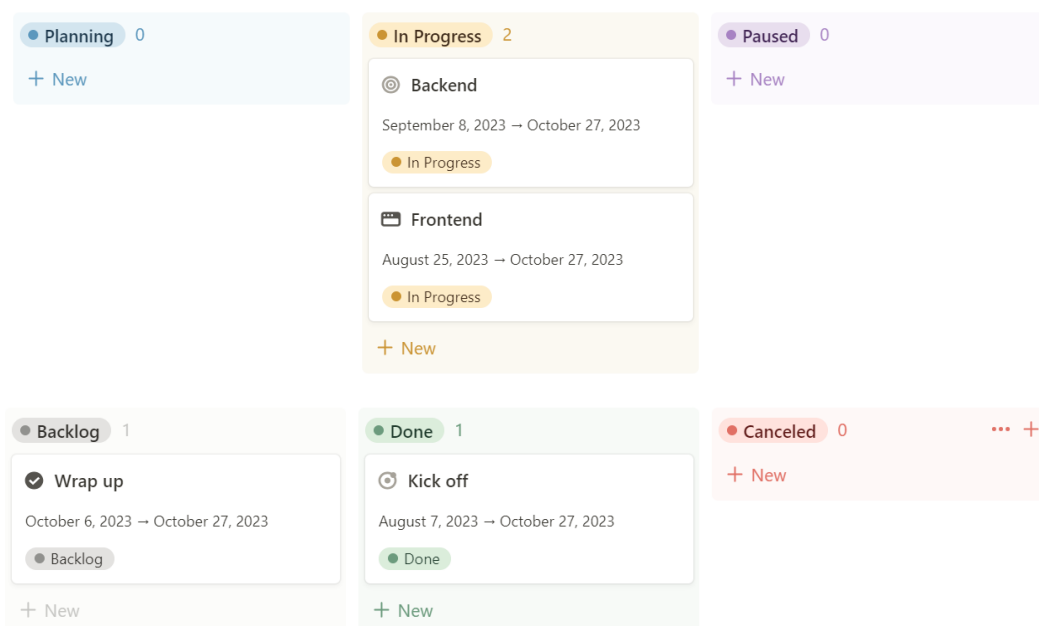 Planning 0
+ New
In Progress 2
Backend
September 8, 2023 → October 27, 2023
In Progress
Frontend
August 25, 2023 → October 27, 2023
In Progress
+ New
Paused 0
+ New
Backlog 1
Wrap up
October 6, 2023 → October 27, 2023
Backlog
+ New
Done 1
Kick off
August 7, 2023 → October 27, 2023
Done
+ New
Canceled 0 ••• +
+ New